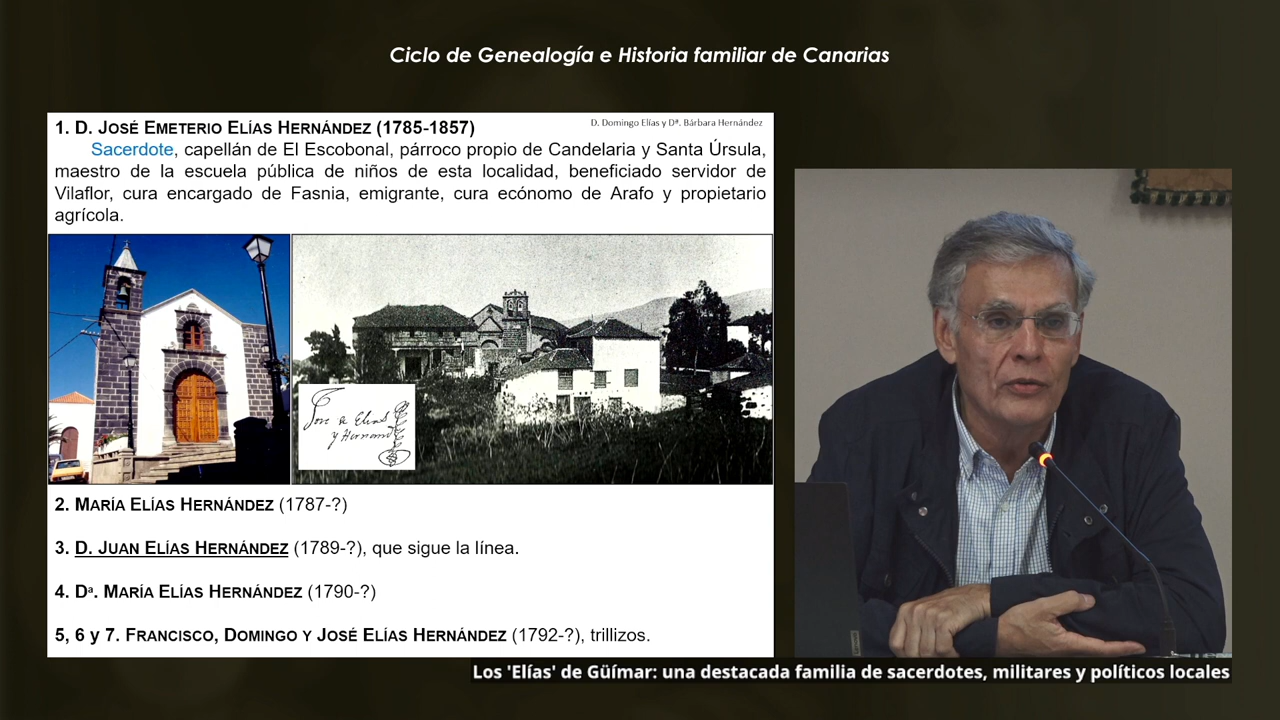 Ciclo de Genealogía e Historia familiar de Canarias
1. D. JOSÉ EMETERIO ELÍAS HERNÁNDEZ (1785-1857)
D. Domingo Elías y Dª. Bárbara Hernández
Sacerdote, capellán de El Escobonal, párroco propio de Candelaria y Santa Úrsula,
maestro de la escuela pública de niños de esta localidad, beneficiado servidor de
Vilaflor, cura encargado de Fasnia, emigrante, cura ecónomo de Arafo y propietario
agrícola.
Jose Elias
y Hernandz
2. MARÍA ELÍAS HERNÁNDEZ (1787-?)
3. D. JUAN ELÍAS HERNÁNDEZ (1789-?), que sigue la línea.
4. Dª. MARÍA ELÍAS HERNÁNDEZ (1790-?)
5, 6 y 7. FRANCISCO, DOMINGO Y JOSÉ ELÍAS HERNÁNDEZ (1792-?), trillizos.
Los 'Elías' de Güímar: una destacada familia de sacerdotes, militares y políticos locales